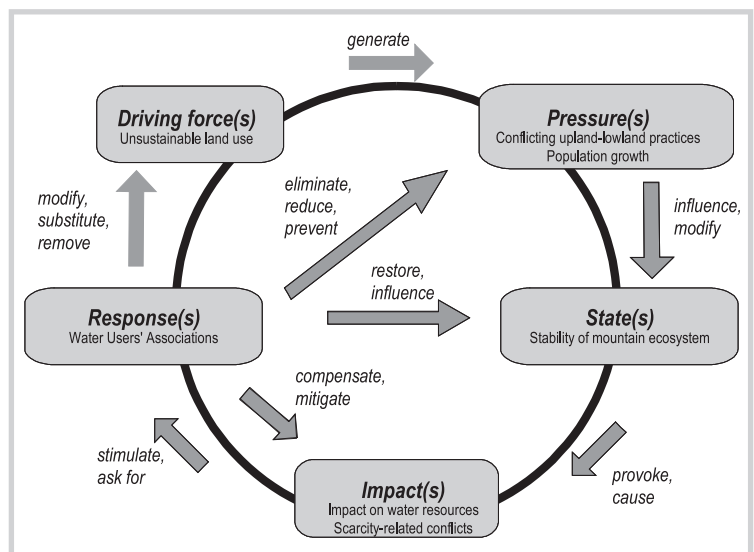 generate
Driving force(s)
Unsustainable land use
Pressure(s)
Conflicting upland-lowland practices
Population growth
modify,
substitute,
remove
eliminate,
reduce,
prevent
influence,
modify
restore,
influence
Response(s)
Water Users' Associations
State(s)
Stability of mountain ecosystem
compensate,
mitigate
stimulate,
ask for
provoke,
cause
Impact(s)
Impact on water resources
Scarcity-related conflicts